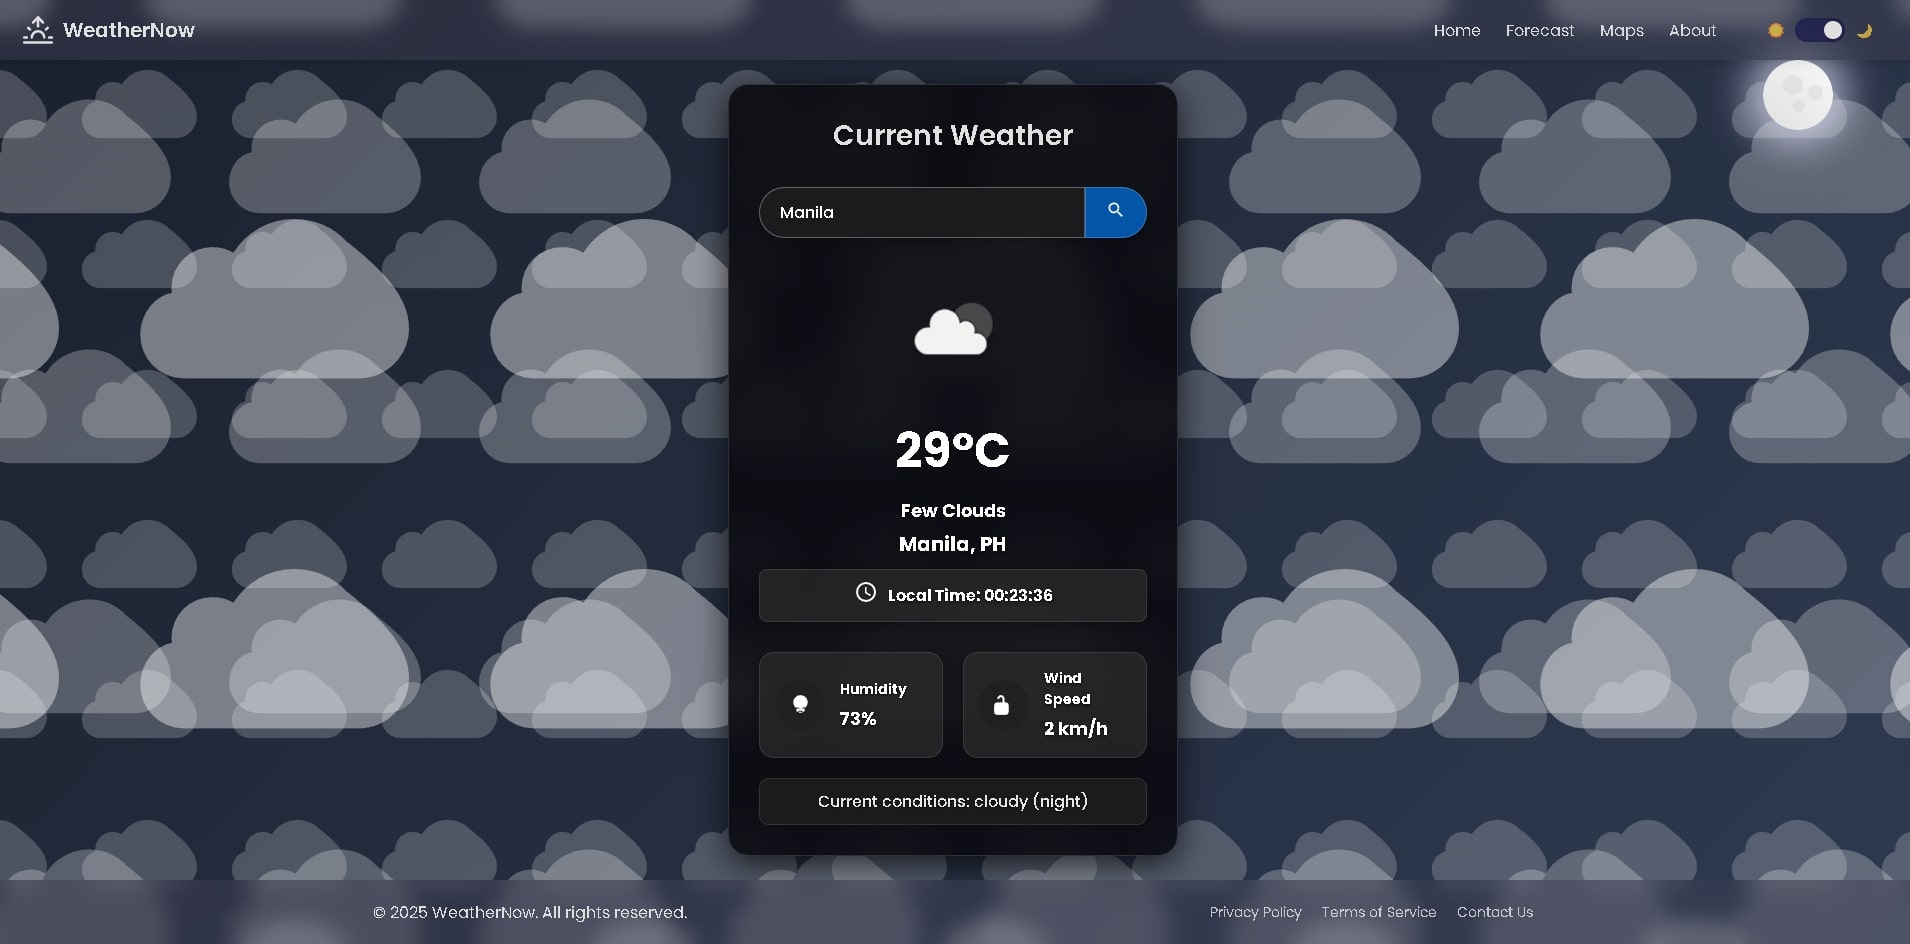 WeatherNow
Home Forecast Maps About
Current Weather
Manila
29°C
Few Clouds
Manila, PH
Local Time: 00:23:36
Humidity
73%
Wind
Speed
2 km/h
Current conditions: cloudy (night)
© 2025 WeatherNow. All rights reserved.
Privacy Policy Terms of Service Contact Us